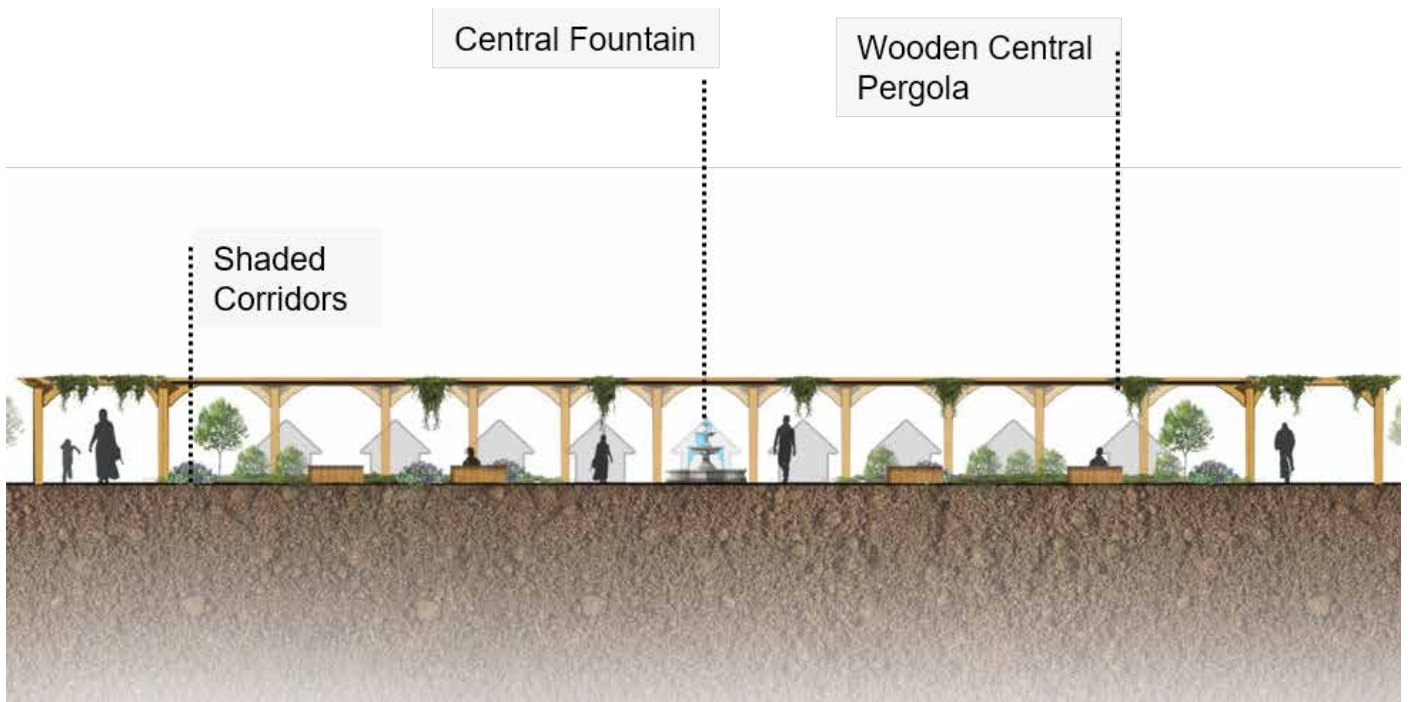 Central Fountain
Wooden Central
Pergola
Shaded
Corridors